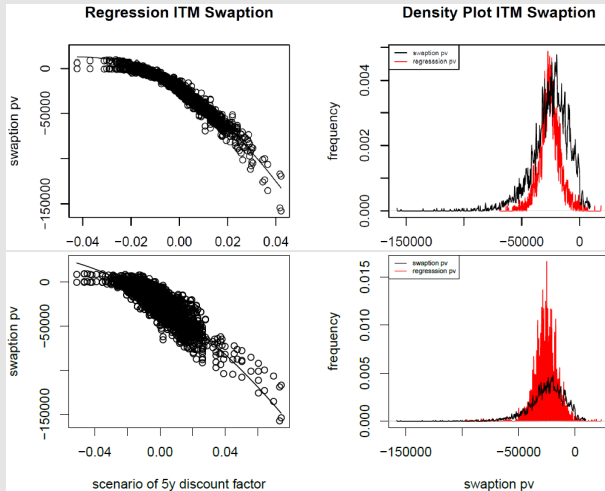 Regression ITM Swaption
Density Plot ITM Swaption
swaption pv
0
−50000
−150000
−0.04 −0.02 0.00 0.02 0.04
frequency
0.004
0.002
0.000
swaption pv
regresssion pv
−150000 −50000 0
swaption pv
0
−50000
−150000
−0.04 0.00 0.04
scenario of 5y discount factor
frequency
0.015
0.010
0.005
0.000
swaption pv
regresssion pv
−150000 −50000 0
swaption pv